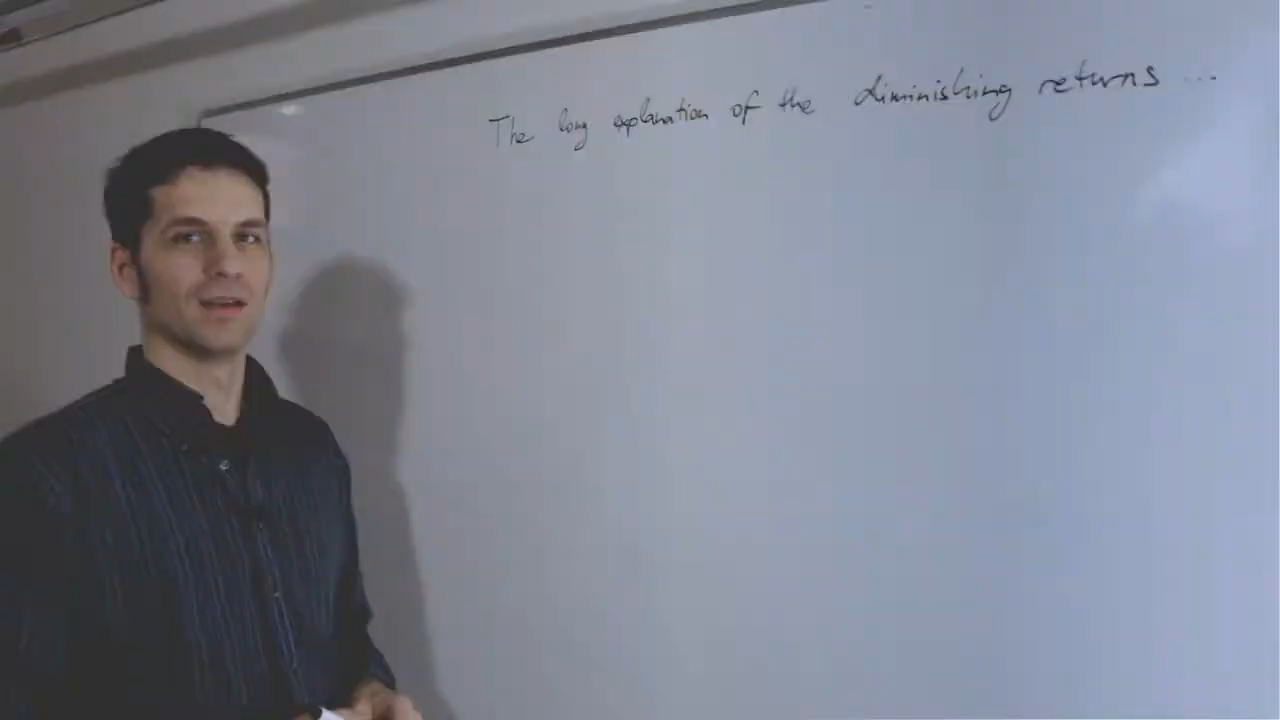 The long explanation of the diminishing returns ...